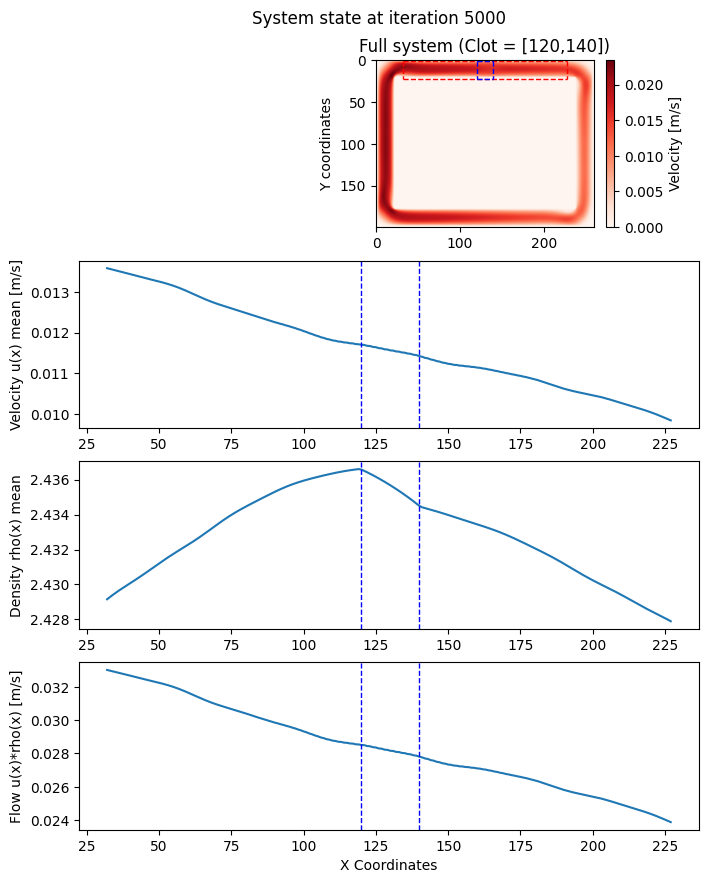 System state at iteration 5000
Full system (Clot = [120,140])
Y coordinates
0
50
100
150
0
100
200
0.020
0.015
0.010
0.005
0.000
Velocity [m/s]
Velocity u(x) mean [m/s]
0.013
0.012
0.011
0.010
25 50 75 100 125 150 175 200 225
Density rho(x) mean
2.436
2.434
2.432
2.430
2.428
25 50 75 100 125 150 175 200 225
Flow u(x)*rho(x) [m/s]
0.032
0.030
0.028
0.026
0.024
25 50 75 100 125 150 175 200 225
X Coordinates